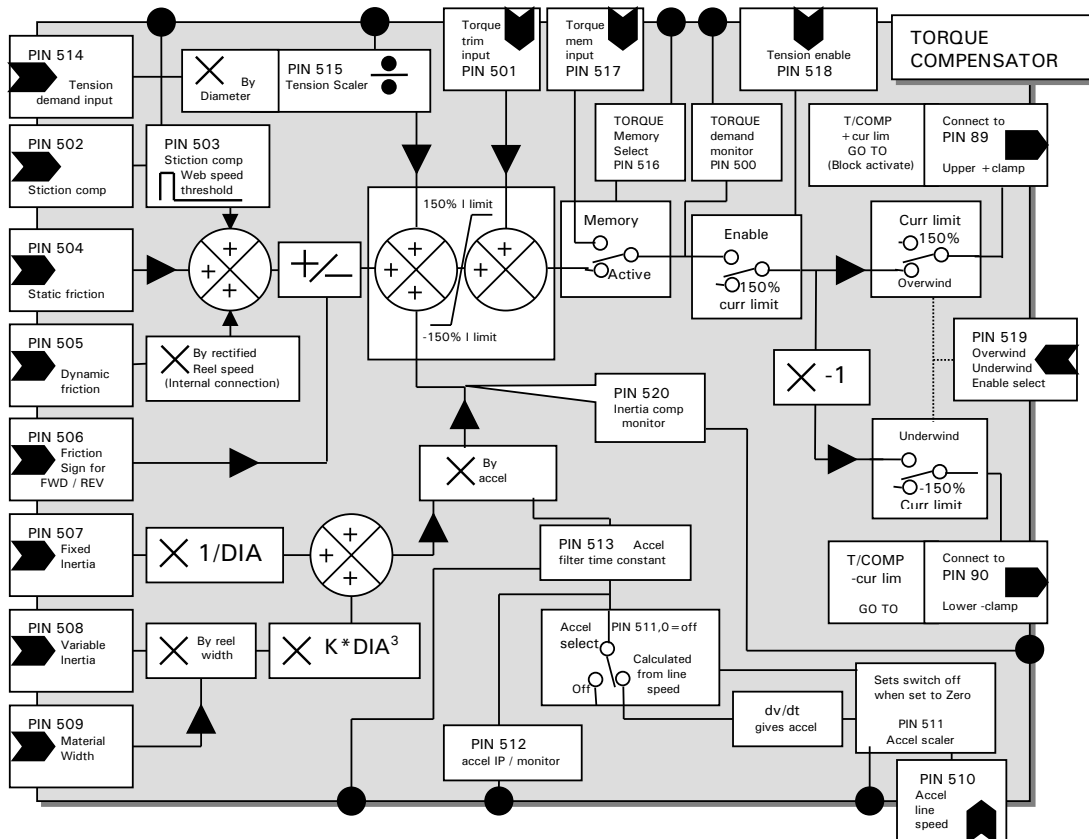 TORQUE
COMPENSATOR
PIN 514
Tension
demand input
By
Diameter
PIN 515
Tension Scaler
Torque
trim
input
PIN 501
Torque
mem
input
PIN 517
Tension enable
PIN 518
PIN 502
Stiction comp
PIN 503
Stiction comp
Web speed
threshold
TORQUE
Memory
Select
PIN 516
TORQUE
demand
monitor
PIN 500
T/COMP
+cur lim
GO TO
(Block activate)
Connect to
PIN 89
Upper +clamp
PIN 504
Static friction
+
+
+
+/-
150% I limit
+
+
+
-150% I limit
+
+
Memory
Active
Enable
-150%
curr limit
Curr limit
150%
Overwind
PIN 505
Dynamic
friction
By rectified
Reel speed
(Internal connection)
-1
PIN 519
Overwind
Underwind
Enable select
PIN 506
Friction
Sign for
FWD / REV
PIN 520
Inertia comp
monitor
Underwind
-150%
Curr limit
By
accel
PIN 507
Fixed
Inertia
1/DIA
+
+
PIN 513 Accel
filter time constant
T/COMP
-cur lim
GO TO
Connect to
PIN 90
Lower -clamp
PIN 508
Variable
Inertia
By reel
width
K*DIA³
Accel
select
PIN 511,0=off
Calculated
from line
speed
Off
Sets switch off
when set to Zero
PIN 511
Accel scaler
dv/dt
gives accel
PIN 509
Material
Width
PIN 512
accel IP / monitor
PIN 510
Accel
line
speed